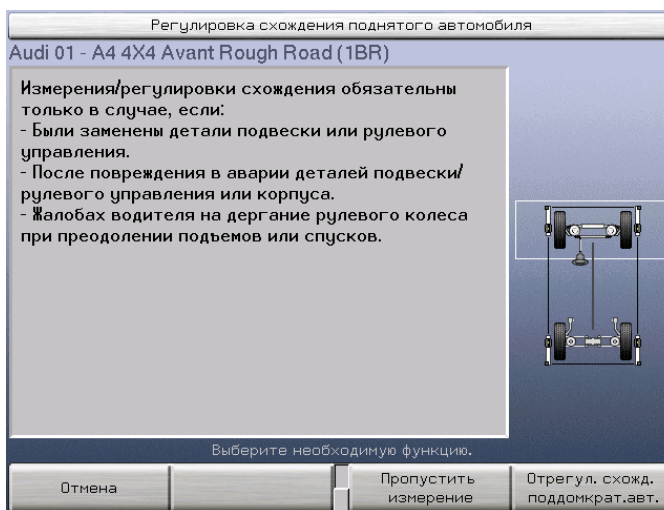 Регулировка схождения поднятого автомобиля
Audi 01 - A4 4X4 Avant Rough Road (1BR)
Измерения/регулировки схождения обязательны
только в случае, если:
- Были заменены детали подвески или рулевого
управления.
- После повреждения в аварии деталей подвески/
рулевого управления или корпуса.
- Жалобах водителя на дергание рулевого колеса
при преодолении подъемов или спусков.
Выберите необходимую функцию.
Отмена
Пропустить
измерение
Отрегул. схожд.
поддомкрат.авт.